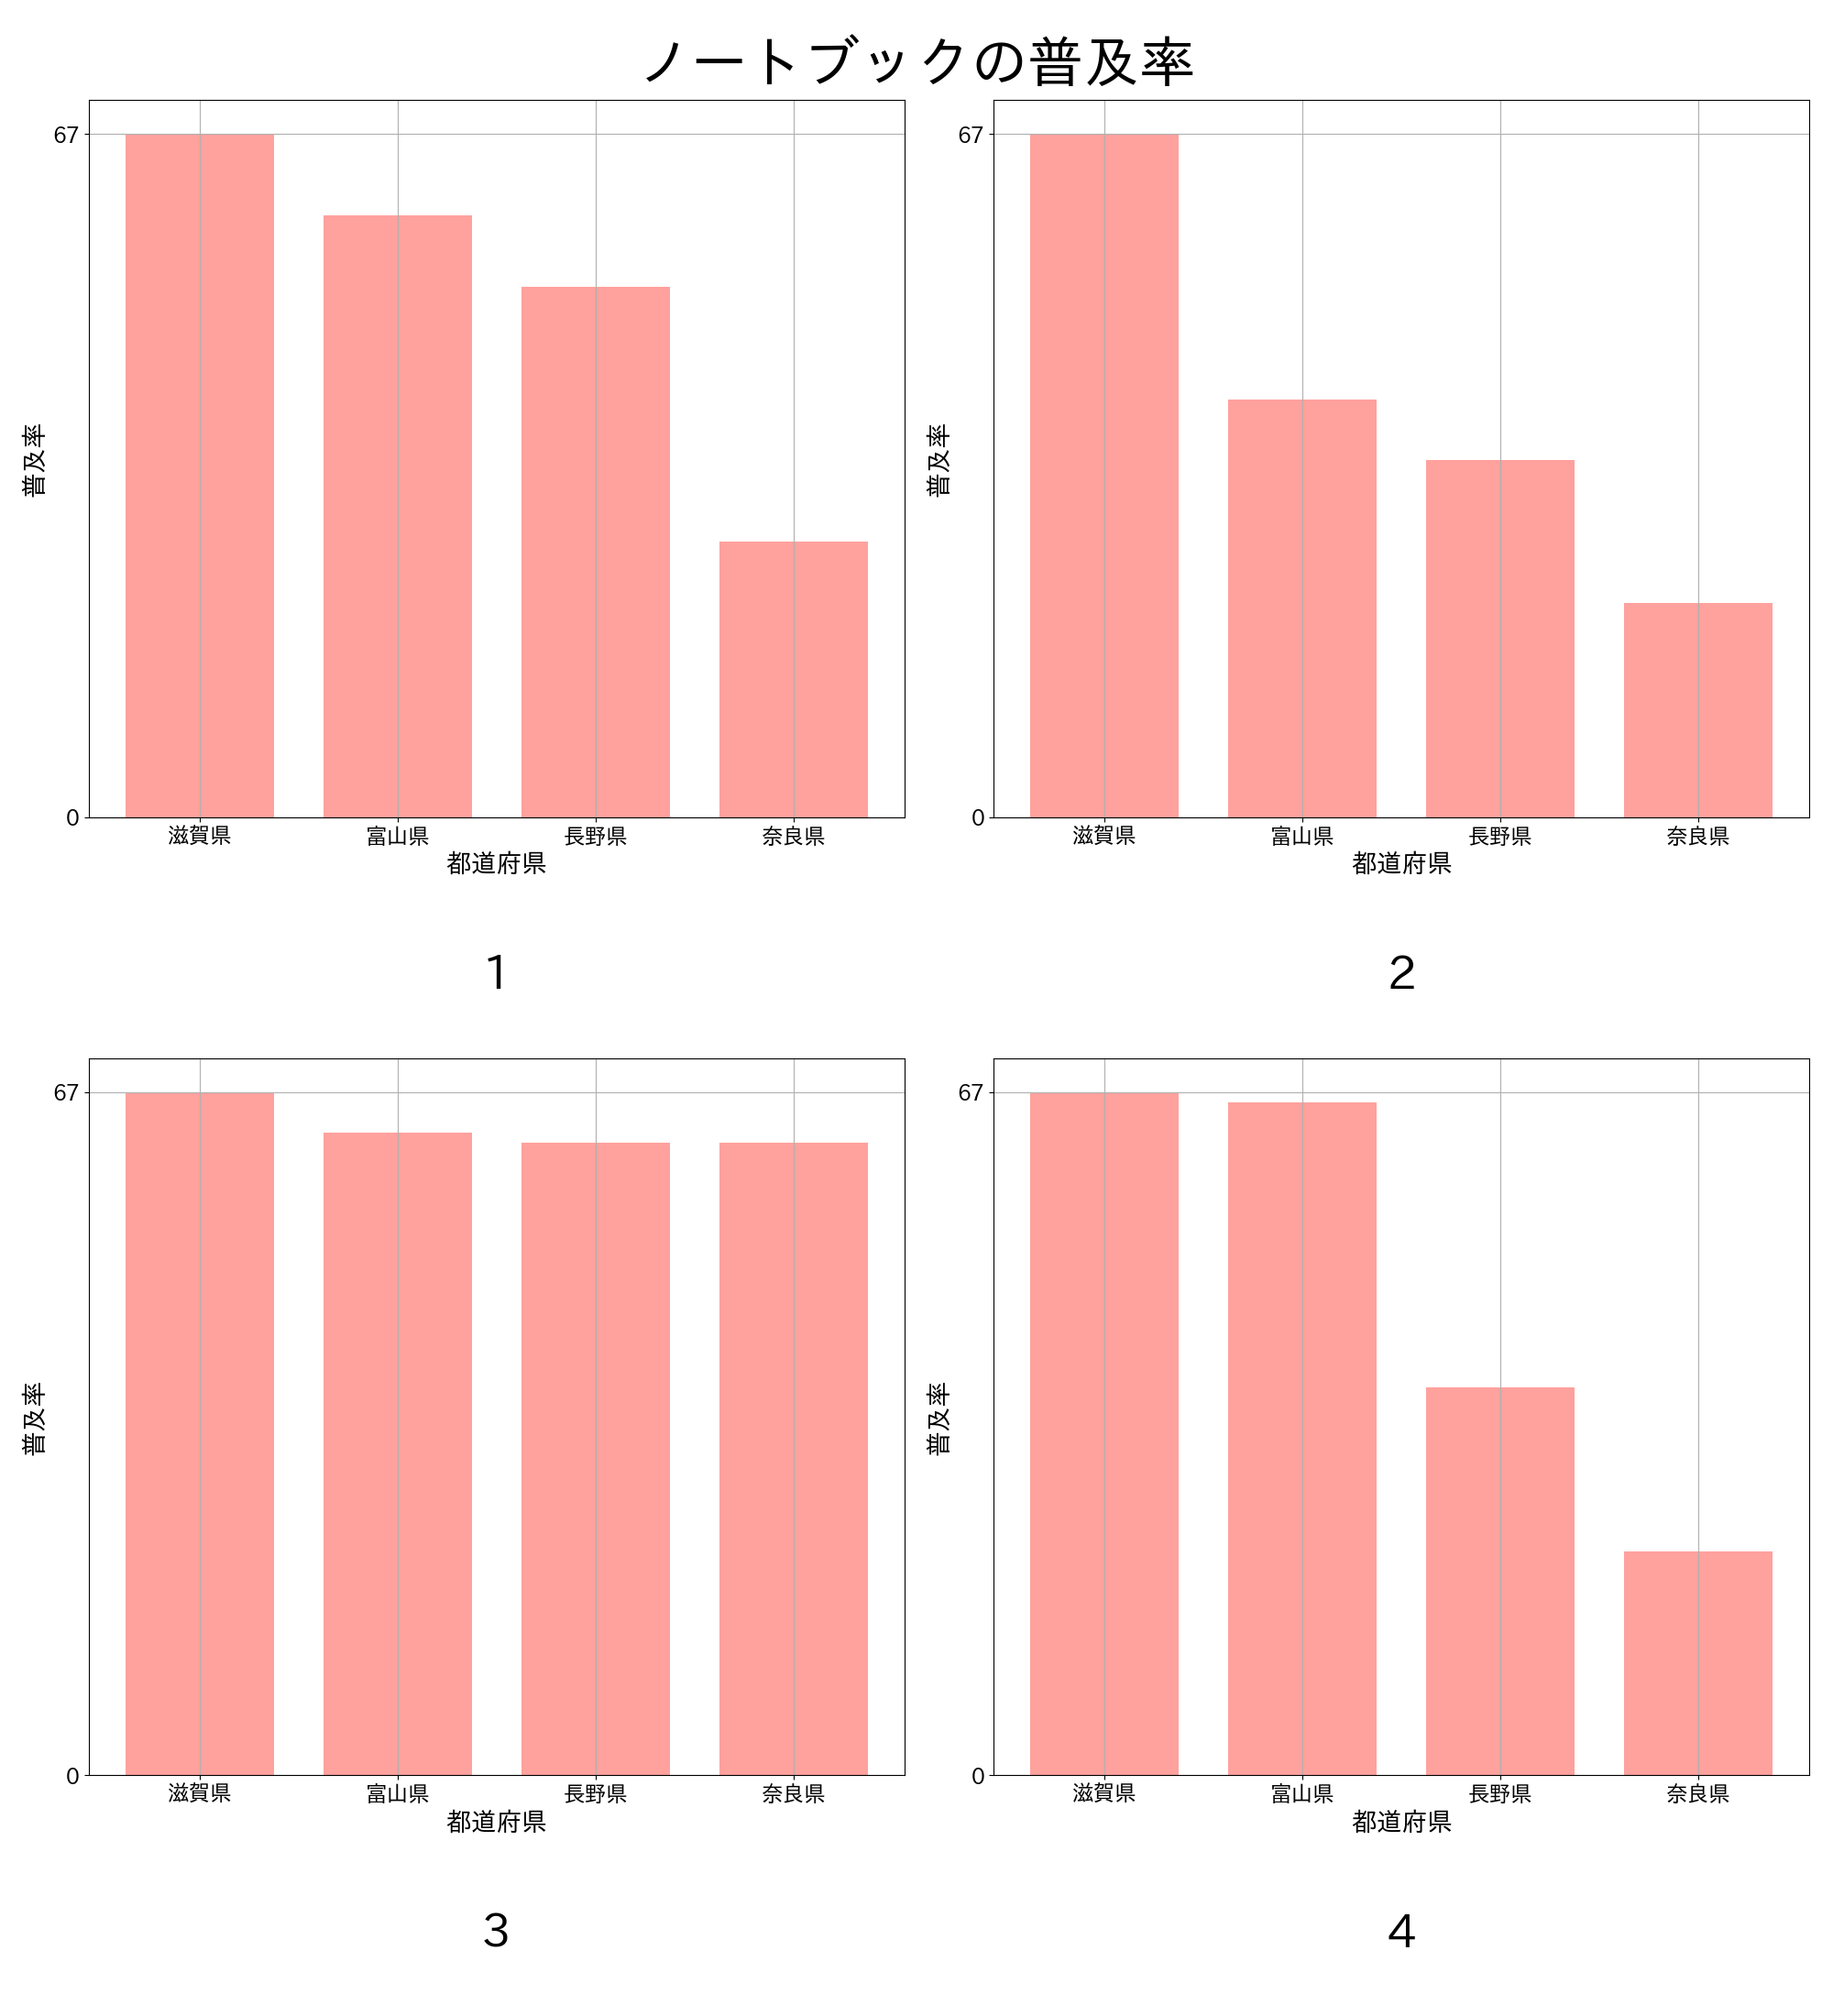 ノートブックの普及率
67
0
普及率
滋賀県 富山県 長野県 奈良県
都道府県
1
67
0
普及率
滋賀県 富山県 長野県 奈良県
都道府県
2
67
0
普及率
滋賀県 富山県 長野県 奈良県
都道府県
3
67
0
普及率
滋賀県 富山県 長野県 奈良県
都道府県
4